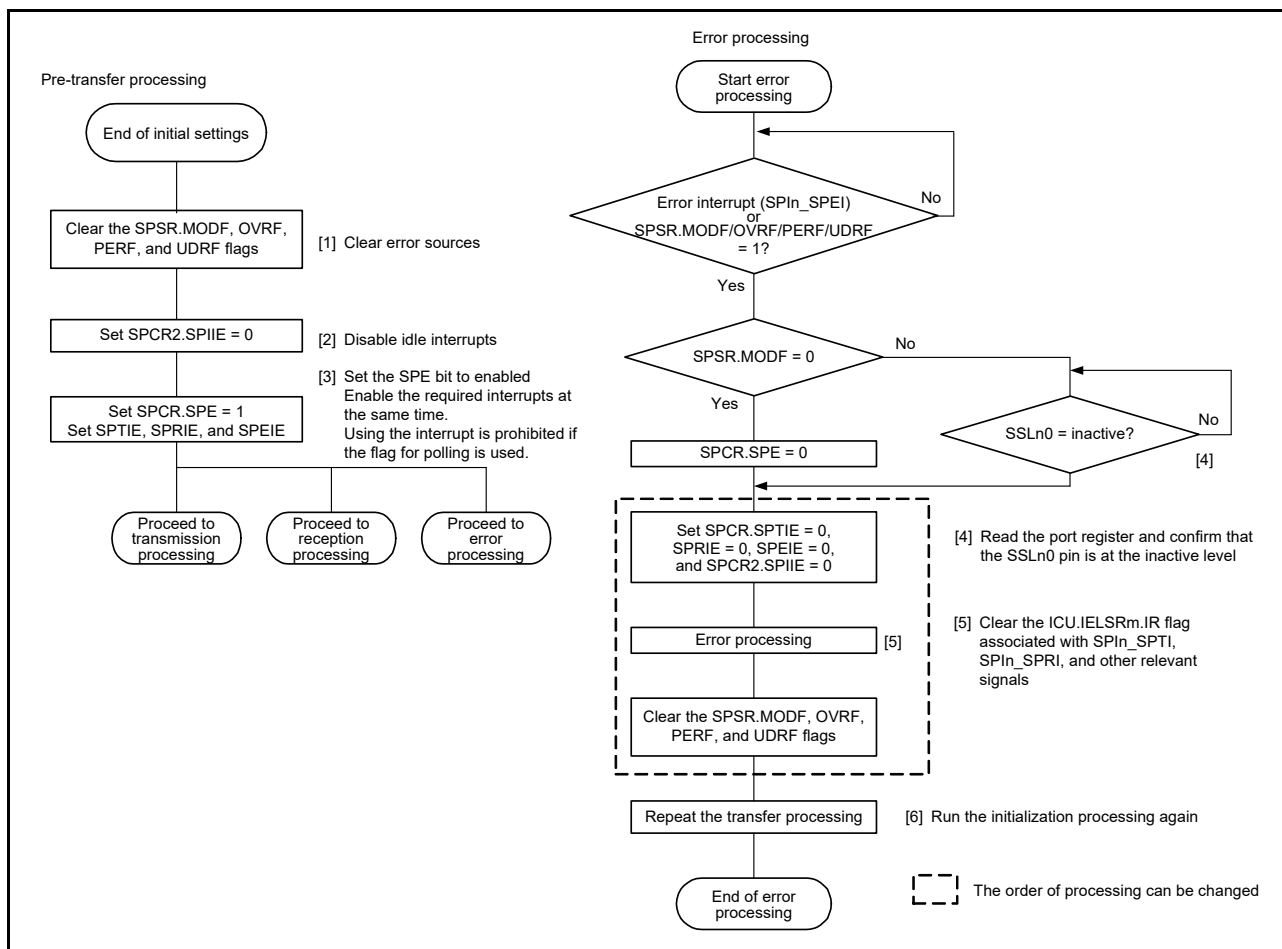 Pre-transfer processing
End of initial settings
Clear the SPSR.MODF, OVRF,
PERF, and UDRF flags
[1] Clear error sources
Set SPCR2.SPIIE = 0
[2] Disable idle interrupts
Set SPCR.SPE = 1
Set SPTIE, SPRIE, and SPEIE
[3] Set the SPE bit to enabled
Enable the required interrupts at
the same time.
Using the interrupt is prohibited if
the flag for polling is used.
Proceed to
transmission
processing
Proceed to
reception
processing
Proceed to
error
processing
Error processing
Start error
processing
Error interrupt (SPIn_SPEI)
or
SPSR.MODF/OVRF/PERF/UDRF
= 1?
No
Yes
SPSR.MODF = 0
No
Yes
SSLn0 = inactive?
No
[4]
SPCR.SPE = 0
Set SPCR.SPTIE = 0,
SPRIE = 0, SPEIE = 0,
and SPCR2.SPIIE = 0
[4] Read the port register and confirm that
the SSLn0 pin is at the inactive level
Error processing
[5]
[5] Clear the ICU.IELSRm.IR flag
associated with SPIn_SPTI,
SPIn_SPRI, and other relevant
signals
Clear the SPSR.MODF, OVRF,
PERF, and UDRF flags
Repeat the transfer processing
[6] Run the initialization processing again
End of error
processing
The order of processing can be changed